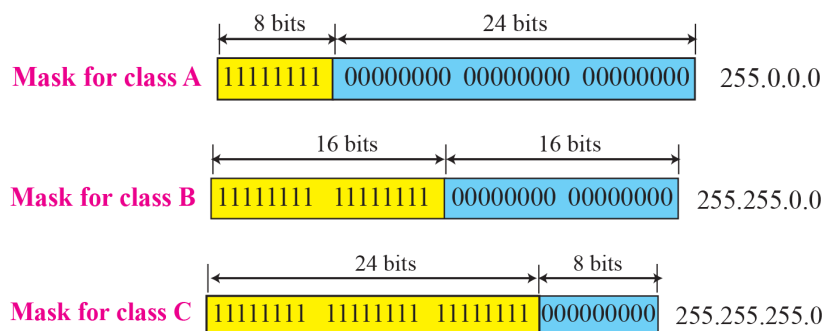 8 bits 24 bits
Mask for class A 11111111 00000000 00000000 00000000 255.0.0.0
16 bits 16 bits
Mask for class B 11111111 11111111 00000000 00000000 255.255.0.0
24 bits 8 bits
Mask for class C 11111111 11111111 11111111 000000000 255.255.255.0